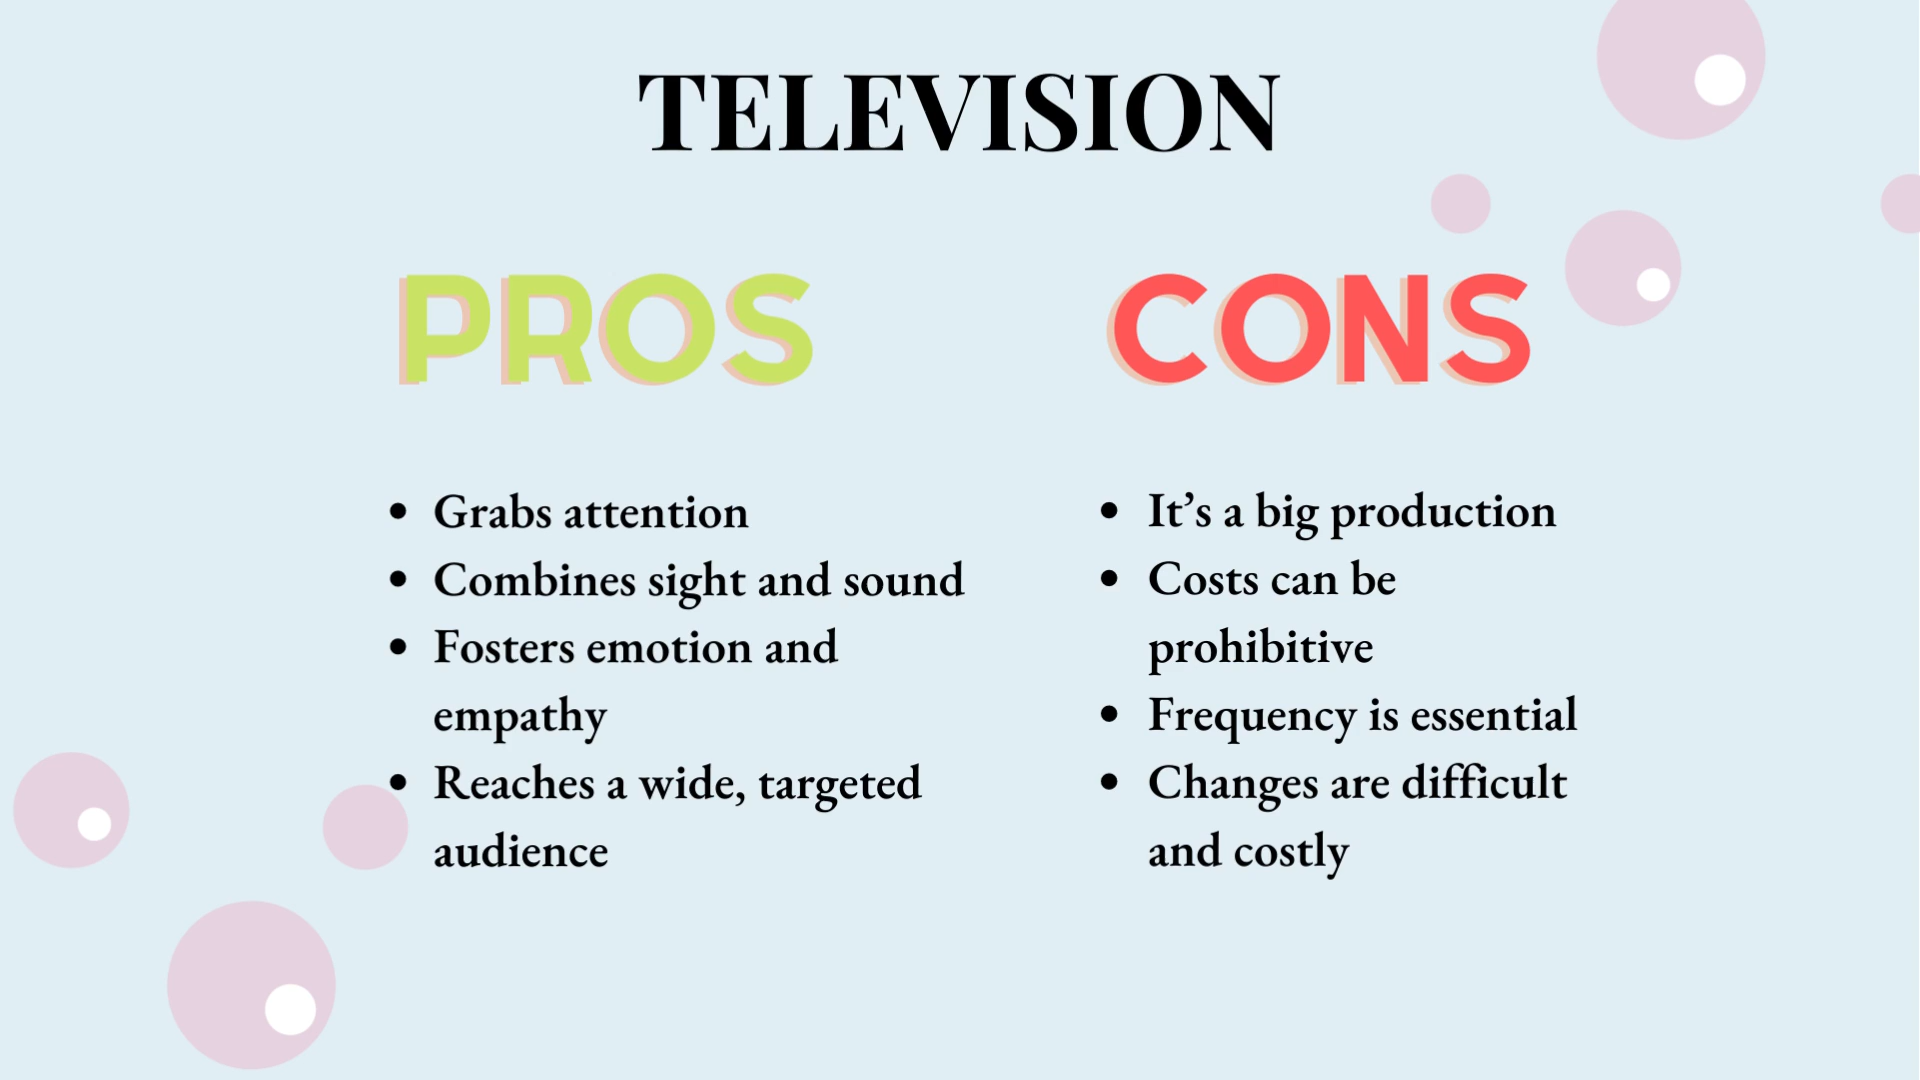 TELEVISION
PROS
• Grabs attention
• Combines sight and sound
• Fosters emotion and
empathy
• Reaches a wide, targeted
audience
CONS
• It’s a big production
• Costs can be
prohibitive
• Frequency is essential
• Changes are difficult
and costly